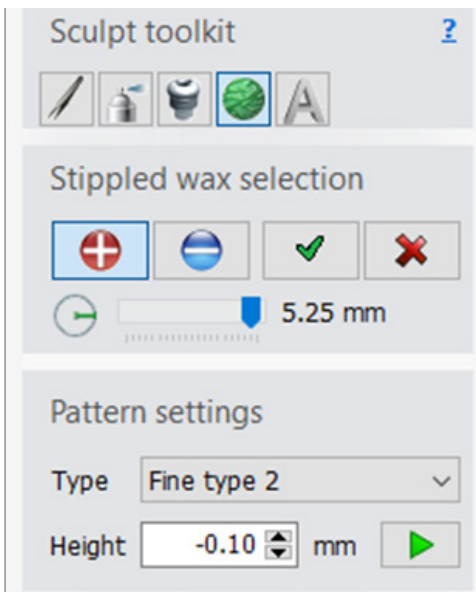 Sculpt toolkit ?
A
Stippled wax selection
5.25 mm
Pattern settings
Type Fine type 2
Height -0.10 mm